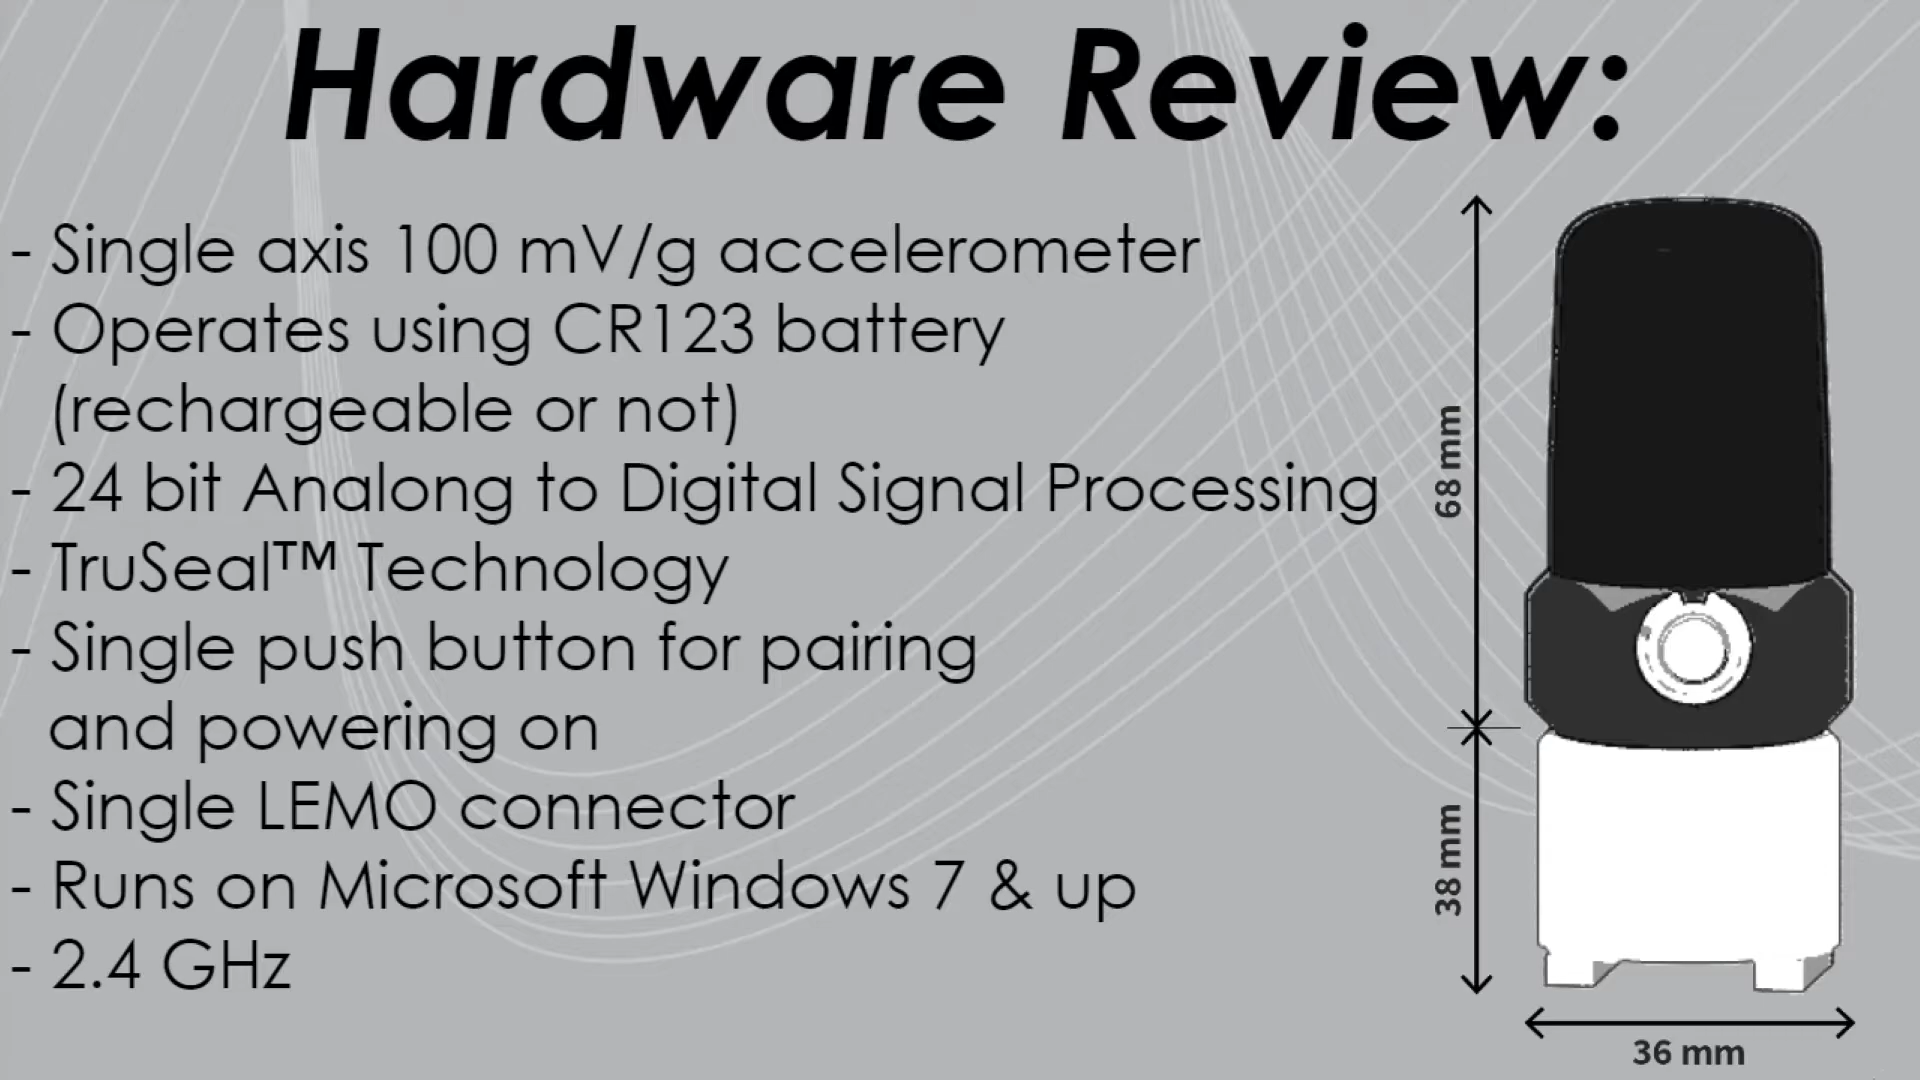 Hardware Review:
- Single axis 100 mV/g accelerometer
- Operates using CR123 battery
(rechargeable or not)
- 24 bit Analong to Digital Signal Processing
- TruSeal™ Technology
- Single push button for pairing
and powering on
- Single LEMO connector
- Runs on Microsoft Windows 7 & up
- 2.4 GHz
68 mm
38 mm
36 mm